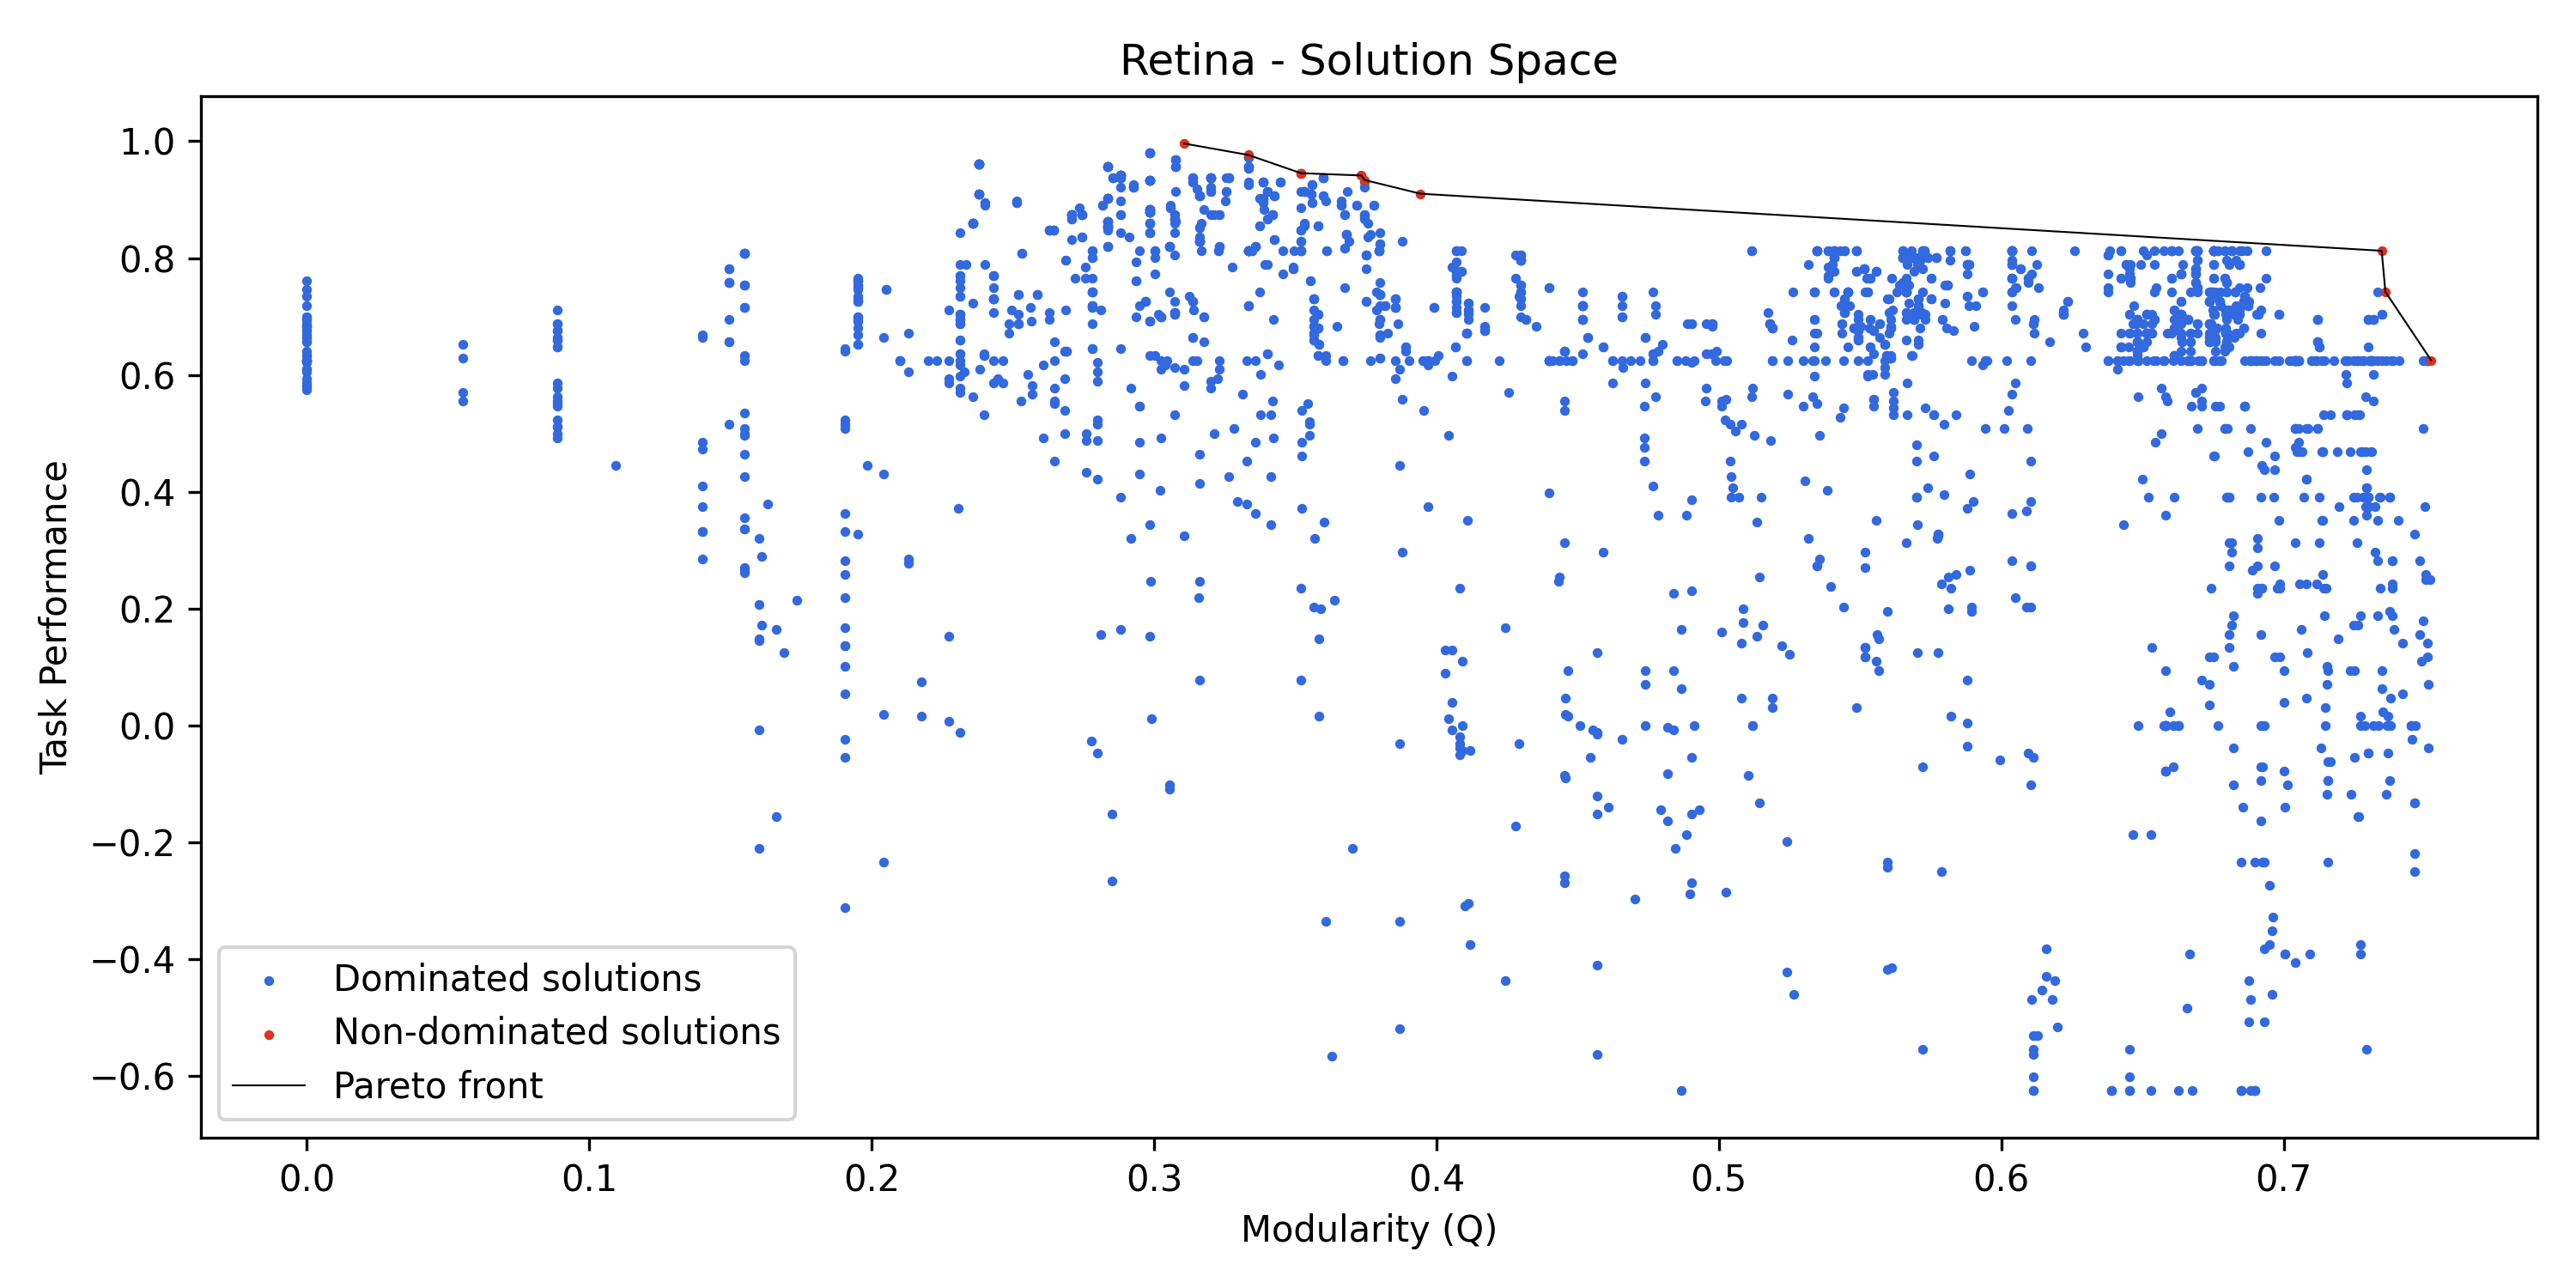 Retina - Solution Space
1.0
0.8
0.6
0.4
0.2
0.0
−0.2
−0.4
−0.6
Task Performance
Dominated solutions
Non-dominated solutions
Pareto front
0.0 0.1 0.2 0.3 0.4 0.5 0.6 0.7
Modularity (Q)